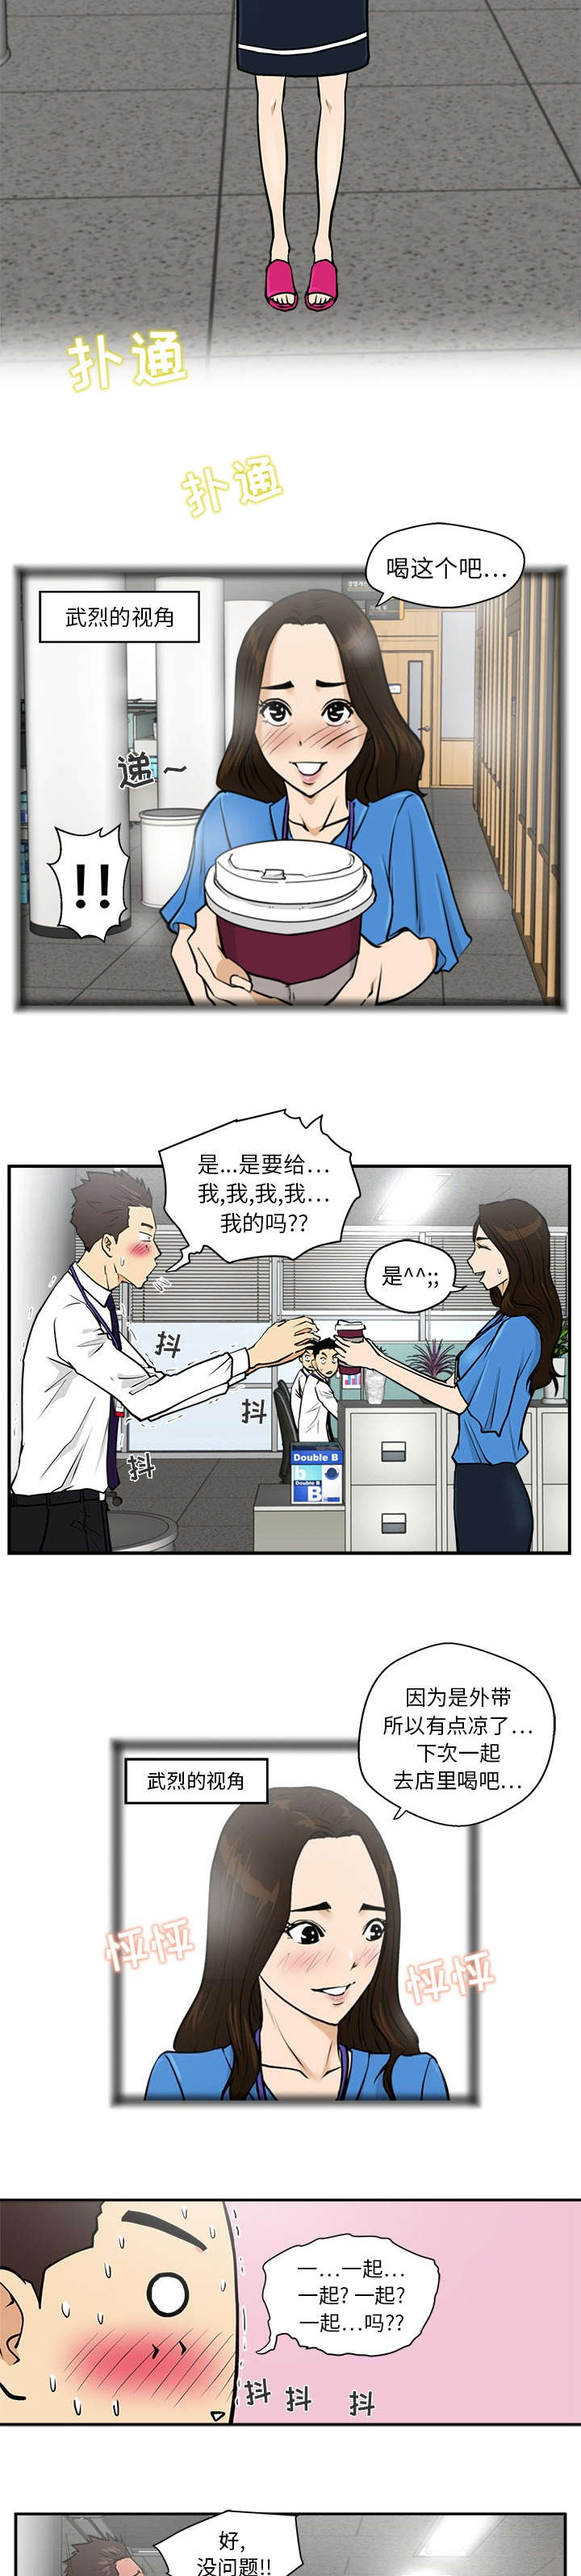 扑通
扑通
喝这个吧...
武烈的视角
递~
!!
是...是要给...
我,我,我,我...
我的吗??
是^^;;
抖
抖
抖
Double B
b
Double B
B
因为是外带
所以有点凉了...
下次一起
去店里喝吧...
武烈的视角
怦怦
怦怦
一...一起...
一起? 一起?
一起...吗??
抖 抖 抖
好,
没问题!!